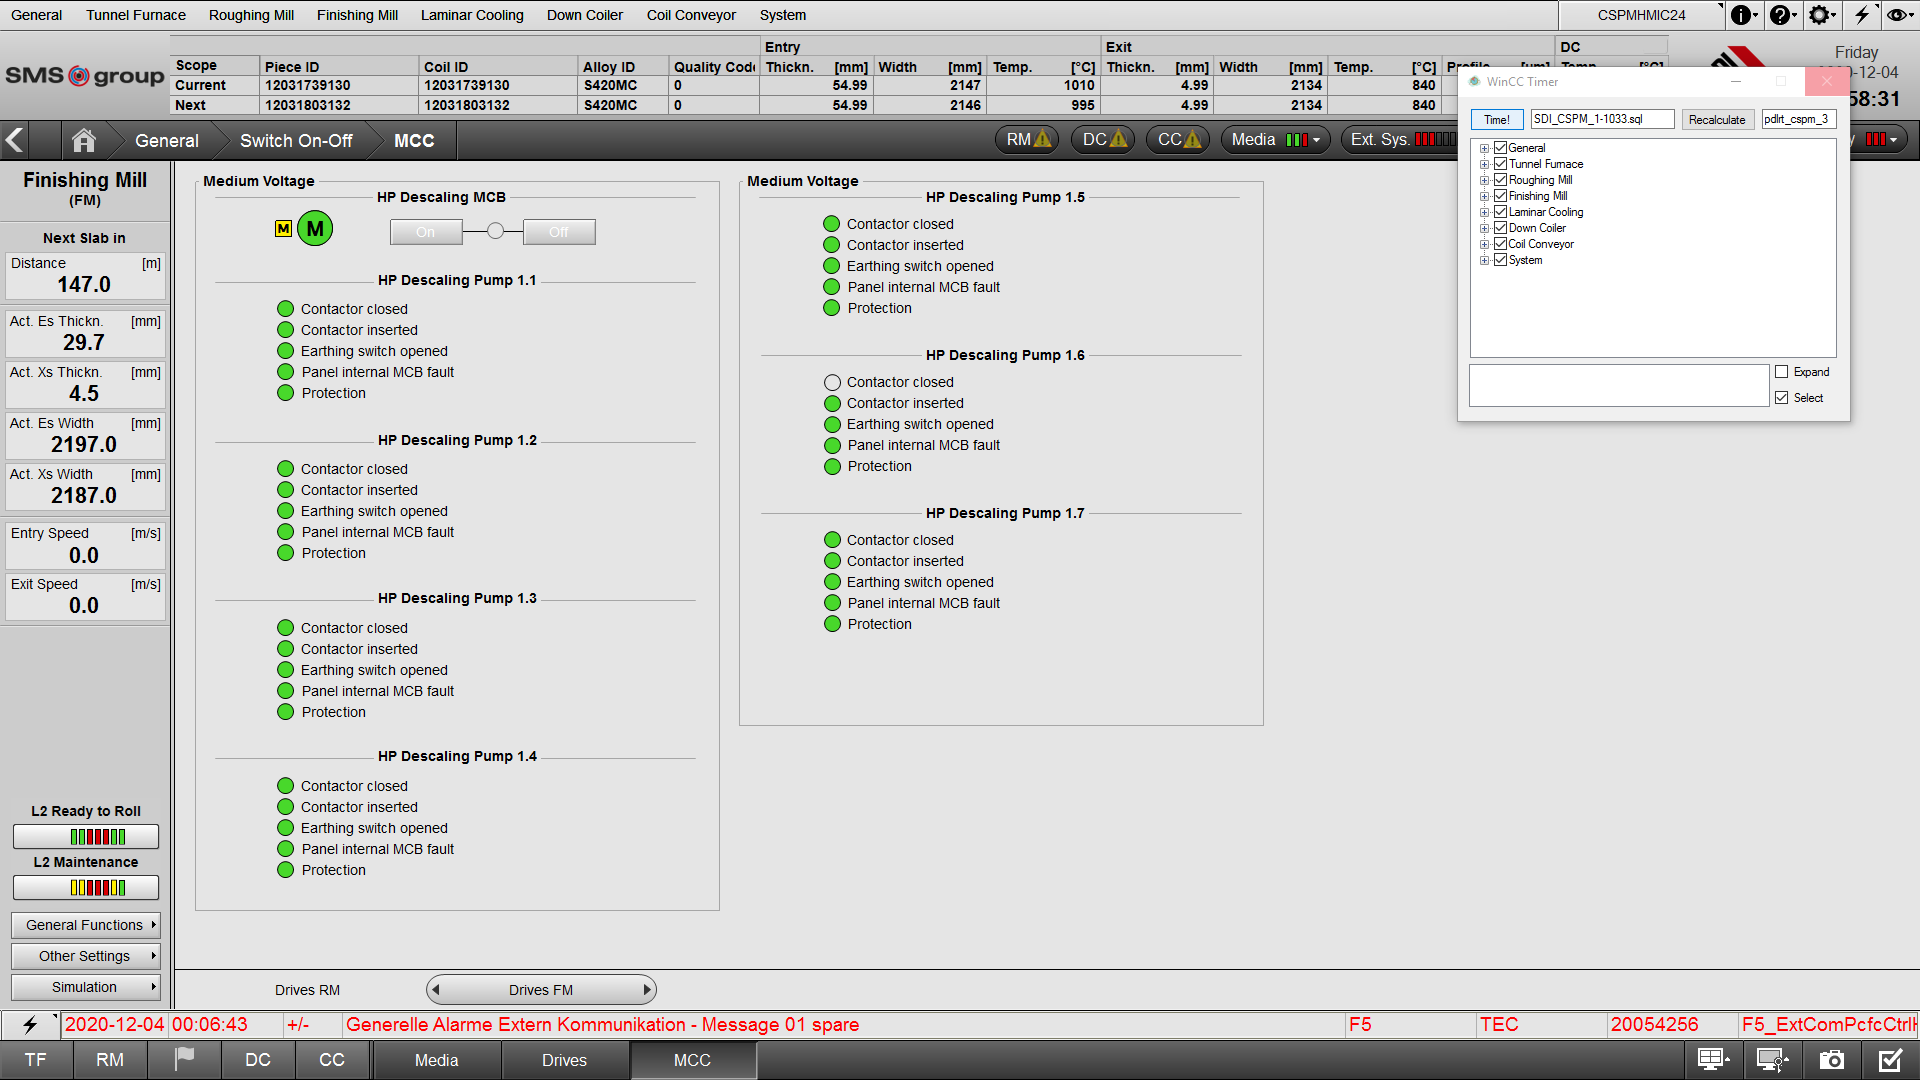 General Tunnel Furnace Roughing Mill Finishing Mill Laminar Cooling Down Coiler Coil Conveyor System CSPMHMIC24
SMS group
Entry Exit DC
Scope Piece ID Coil ID Alloy ID Quality Code Thickn. [mm] Width [mm] Temp. [°C] Thickn. [mm] Width [mm] Temp. [°C]
Current 12031739130 12031739130 S420MC 0 54.99 2147 1010 4.99 2134 840
Next 12031803132 12031803132 S420MC 0 54.99 2146 995 4.99 2134 840
Friday
-12-04
58:31
General Switch On-Off MCC RM DC CC Media Ext. Sys.
WinCC Timer
Time! SDI_CSPM_1-1033.sql Recalculate pdlrt_cspm_3
General
Tunnel Furnace
Roughing Mill
Finishing Mill
Laminar Cooling
Down Coiler
Coil Conveyor
System
Expand
Select
Finishing Mill
(FM)
Next Slab in
Distance [m]
147.0
Act. Es Thickn. [mm]
29.7
Act. Xs Thickn. [mm]
4.5
Act. Es Width [mm]
2197.0
Act. Xs Width [mm]
2187.0
Entry Speed [m/s]
0.0
Exit Speed [m/s]
0.0
L2 Ready to Roll
L2 Maintenance
General Functions
Other Settings
Simulation
Medium Voltage
HP Descaling MCB
M M On Off
HP Descaling Pump 1.1
Contactor closed
Contactor inserted
Earthing switch opened
Panel internal MCB fault
Protection
HP Descaling Pump 1.2
Contactor closed
Contactor inserted
Earthing switch opened
Panel internal MCB fault
Protection
HP Descaling Pump 1.3
Contactor closed
Contactor inserted
Earthing switch opened
Panel internal MCB fault
Protection
HP Descaling Pump 1.4
Contactor closed
Contactor inserted
Earthing switch opened
Panel internal MCB fault
Protection
Medium Voltage
HP Descaling Pump 1.5
Contactor closed
Contactor inserted
Earthing switch opened
Panel internal MCB fault
Protection
HP Descaling Pump 1.6
Contactor closed
Contactor inserted
Earthing switch opened
Panel internal MCB fault
Protection
HP Descaling Pump 1.7
Contactor closed
Contactor inserted
Earthing switch opened
Panel internal MCB fault
Protection
Drives RM Drives FM
2020-12-04 00:06:43 +/- Generelle Alarme Extern Kommunikation - Message 01 spare F5 TEC 20054256 F5_ExtComPcfcCtrl
TF RM DC CC Media Drives MCC